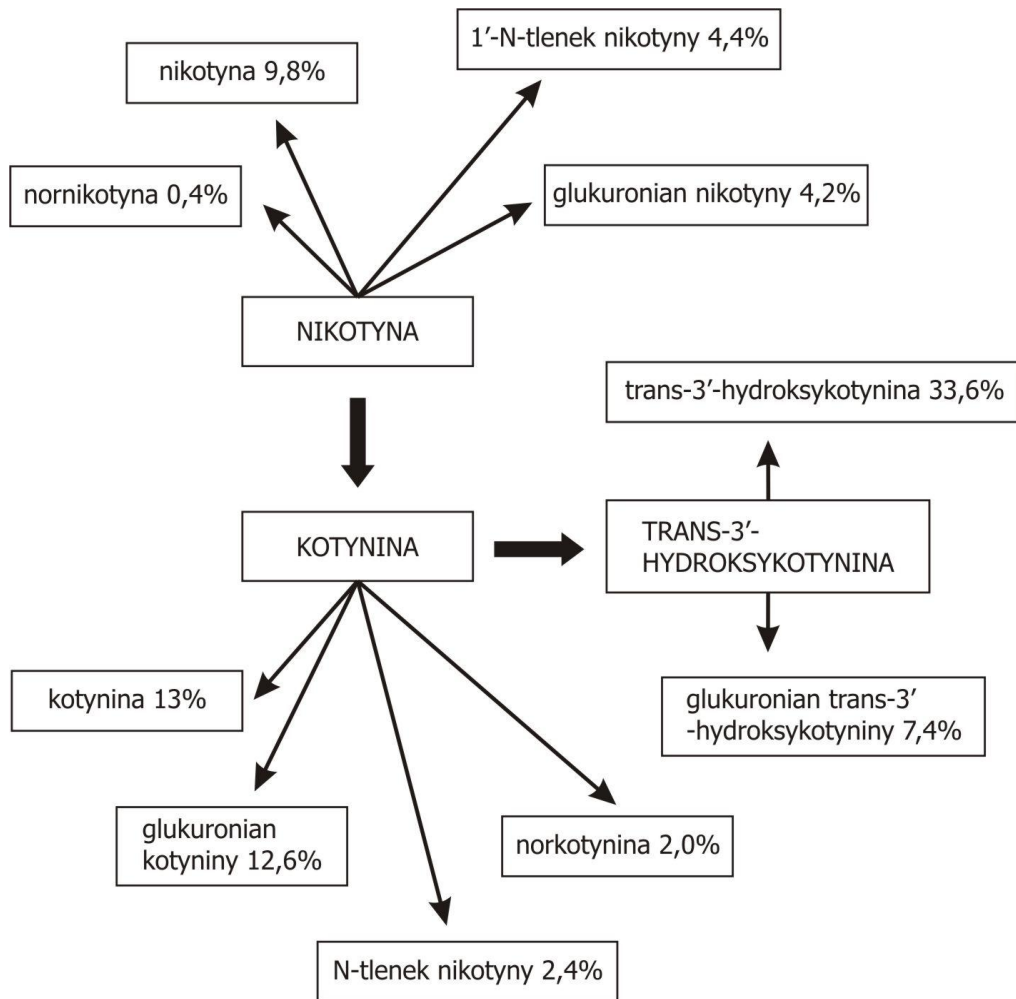 1′-N-tlenek nikotyny 4,4%
nikotyna 9,8%
nornikotyna 0,4%
glukuronian nikotyny 4,2%
NIKOTYNA
trans-3′-hydroksykotynina 33,6%
KOTYNINA
TRANS-3′-
HYDROKSYKOTYNINA
kotynina 13%
glukuronian trans-3′
-hydroksykotyniny 7,4%
glukuronian
kotyniny 12,6%
norkotynina 2,0%
N-tlenek nikotyny 2,4%